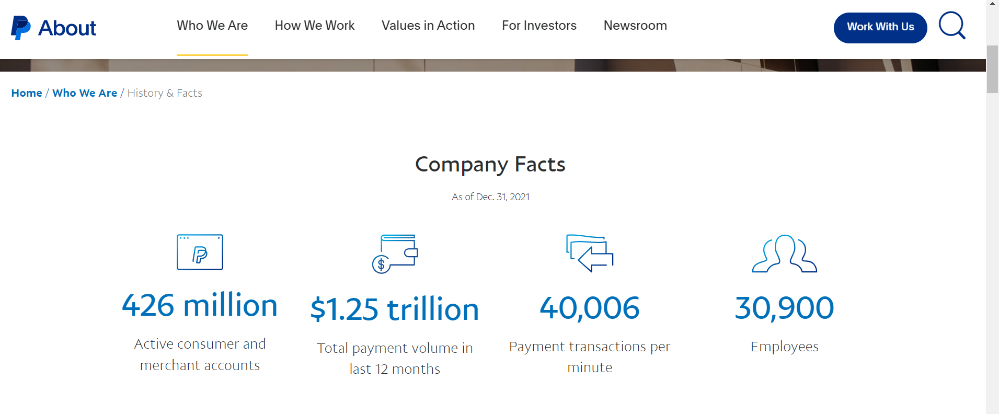 About
Who We Are
How We Work
Values in Action
For Investors
Newsroom
Work With Us
Home / Who We Are / History & Facts
Company Facts
As of Dec. 31, 2021
426 million
Active consumer and
merchant accounts
$1.25 trillion
Total payment volume in
last 12 months
40,006
Payment transactions per
minute
30,900
Employees